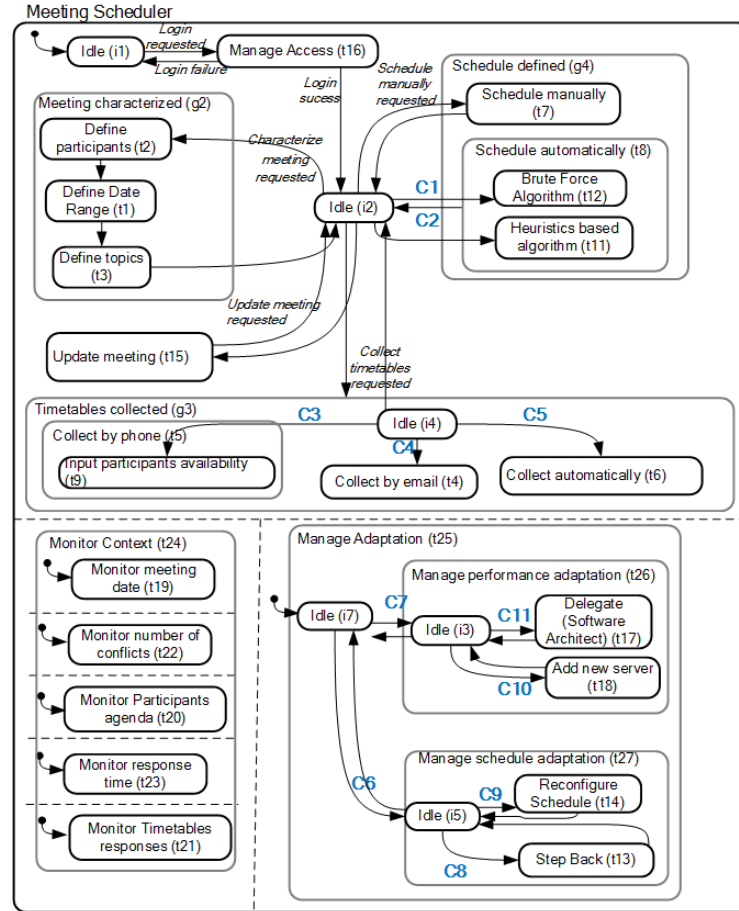 Meeting Scheduler
Idle (i1)
Login
requested
Login failure
Manage Access (t16)
Login
sucess
Schedule
manually
requested
Schedule defined (g4)
Schedule manually
(t7)
Schedule automatically (t8)
Brute Force
Algorithm (t12)
Heuristics based
algorithm (t11)
Meeting characterized (g2)
Define
participants (t2)
Define Date
Range (t1)
Define topics
(t3)
Characterize
meeting
requested
Idle (i2)
C1
C2
Update meeting
requested
Update meeting (t15)
Collect
timetables
requested
Timetables collected (g3)
C3
Idle (i4)
C5
C4
Collect by phone (t5)
Input participants availability
(t9)
Collect by email (t4)
Collect automatically (t6)
Monitor Context (t24)
Monitor meeting
date (t19)
Monitor number of
conflicts (t22)
Monitor Participants
agenda (t20)
Monitor response
time (t23)
Monitor Timetables
responses (t21)
Manage Adaptation (t25)
Idle (i7)
C7
Manage performance adaptation (t26)
Idle (i3)
C11
Delegate
(Software
Architect) (t17)
Add new server
(t18)
C10
C6
Manage schedule adaptation (t27)
Idle (i5)
C9
Reconfigure
Schedule (t14)
C8
Step Back (t13)